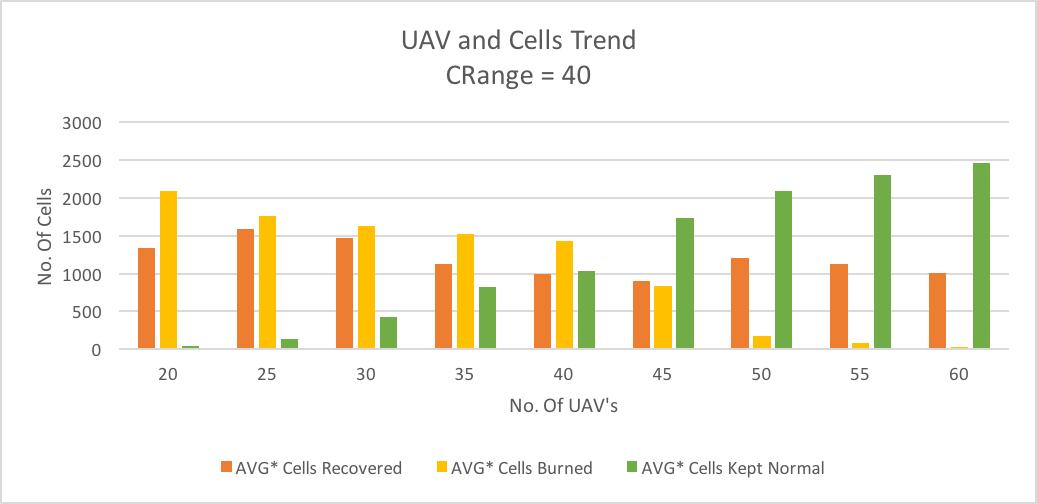 UAV and Cells Trend
CRange = 40
3000
2500
2000
1500
1000
500
0
No. Of Cells
20 25 30 35 40 45 50 55 60
No. Of UAV's
AVG* Cells Recovered AVG* Cells Burned AVG* Cells Kept Normal